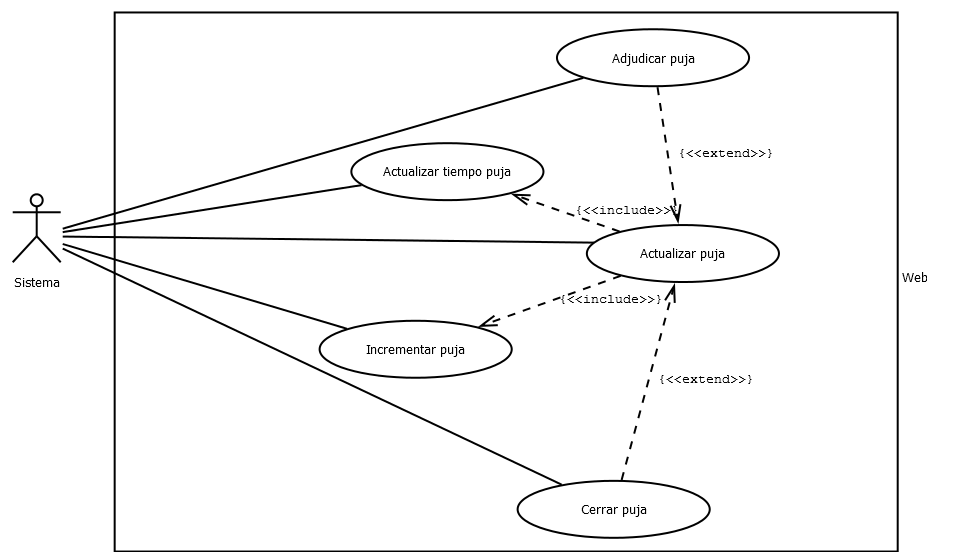 Adjudicar puja
{<<extend>>}
Actualizar tiempo puja
{<<include>>}
Actualizar puja
Sistema
Web
{<<include>>}
Incrementar puja
{<<extend>>}
Cerrar puja